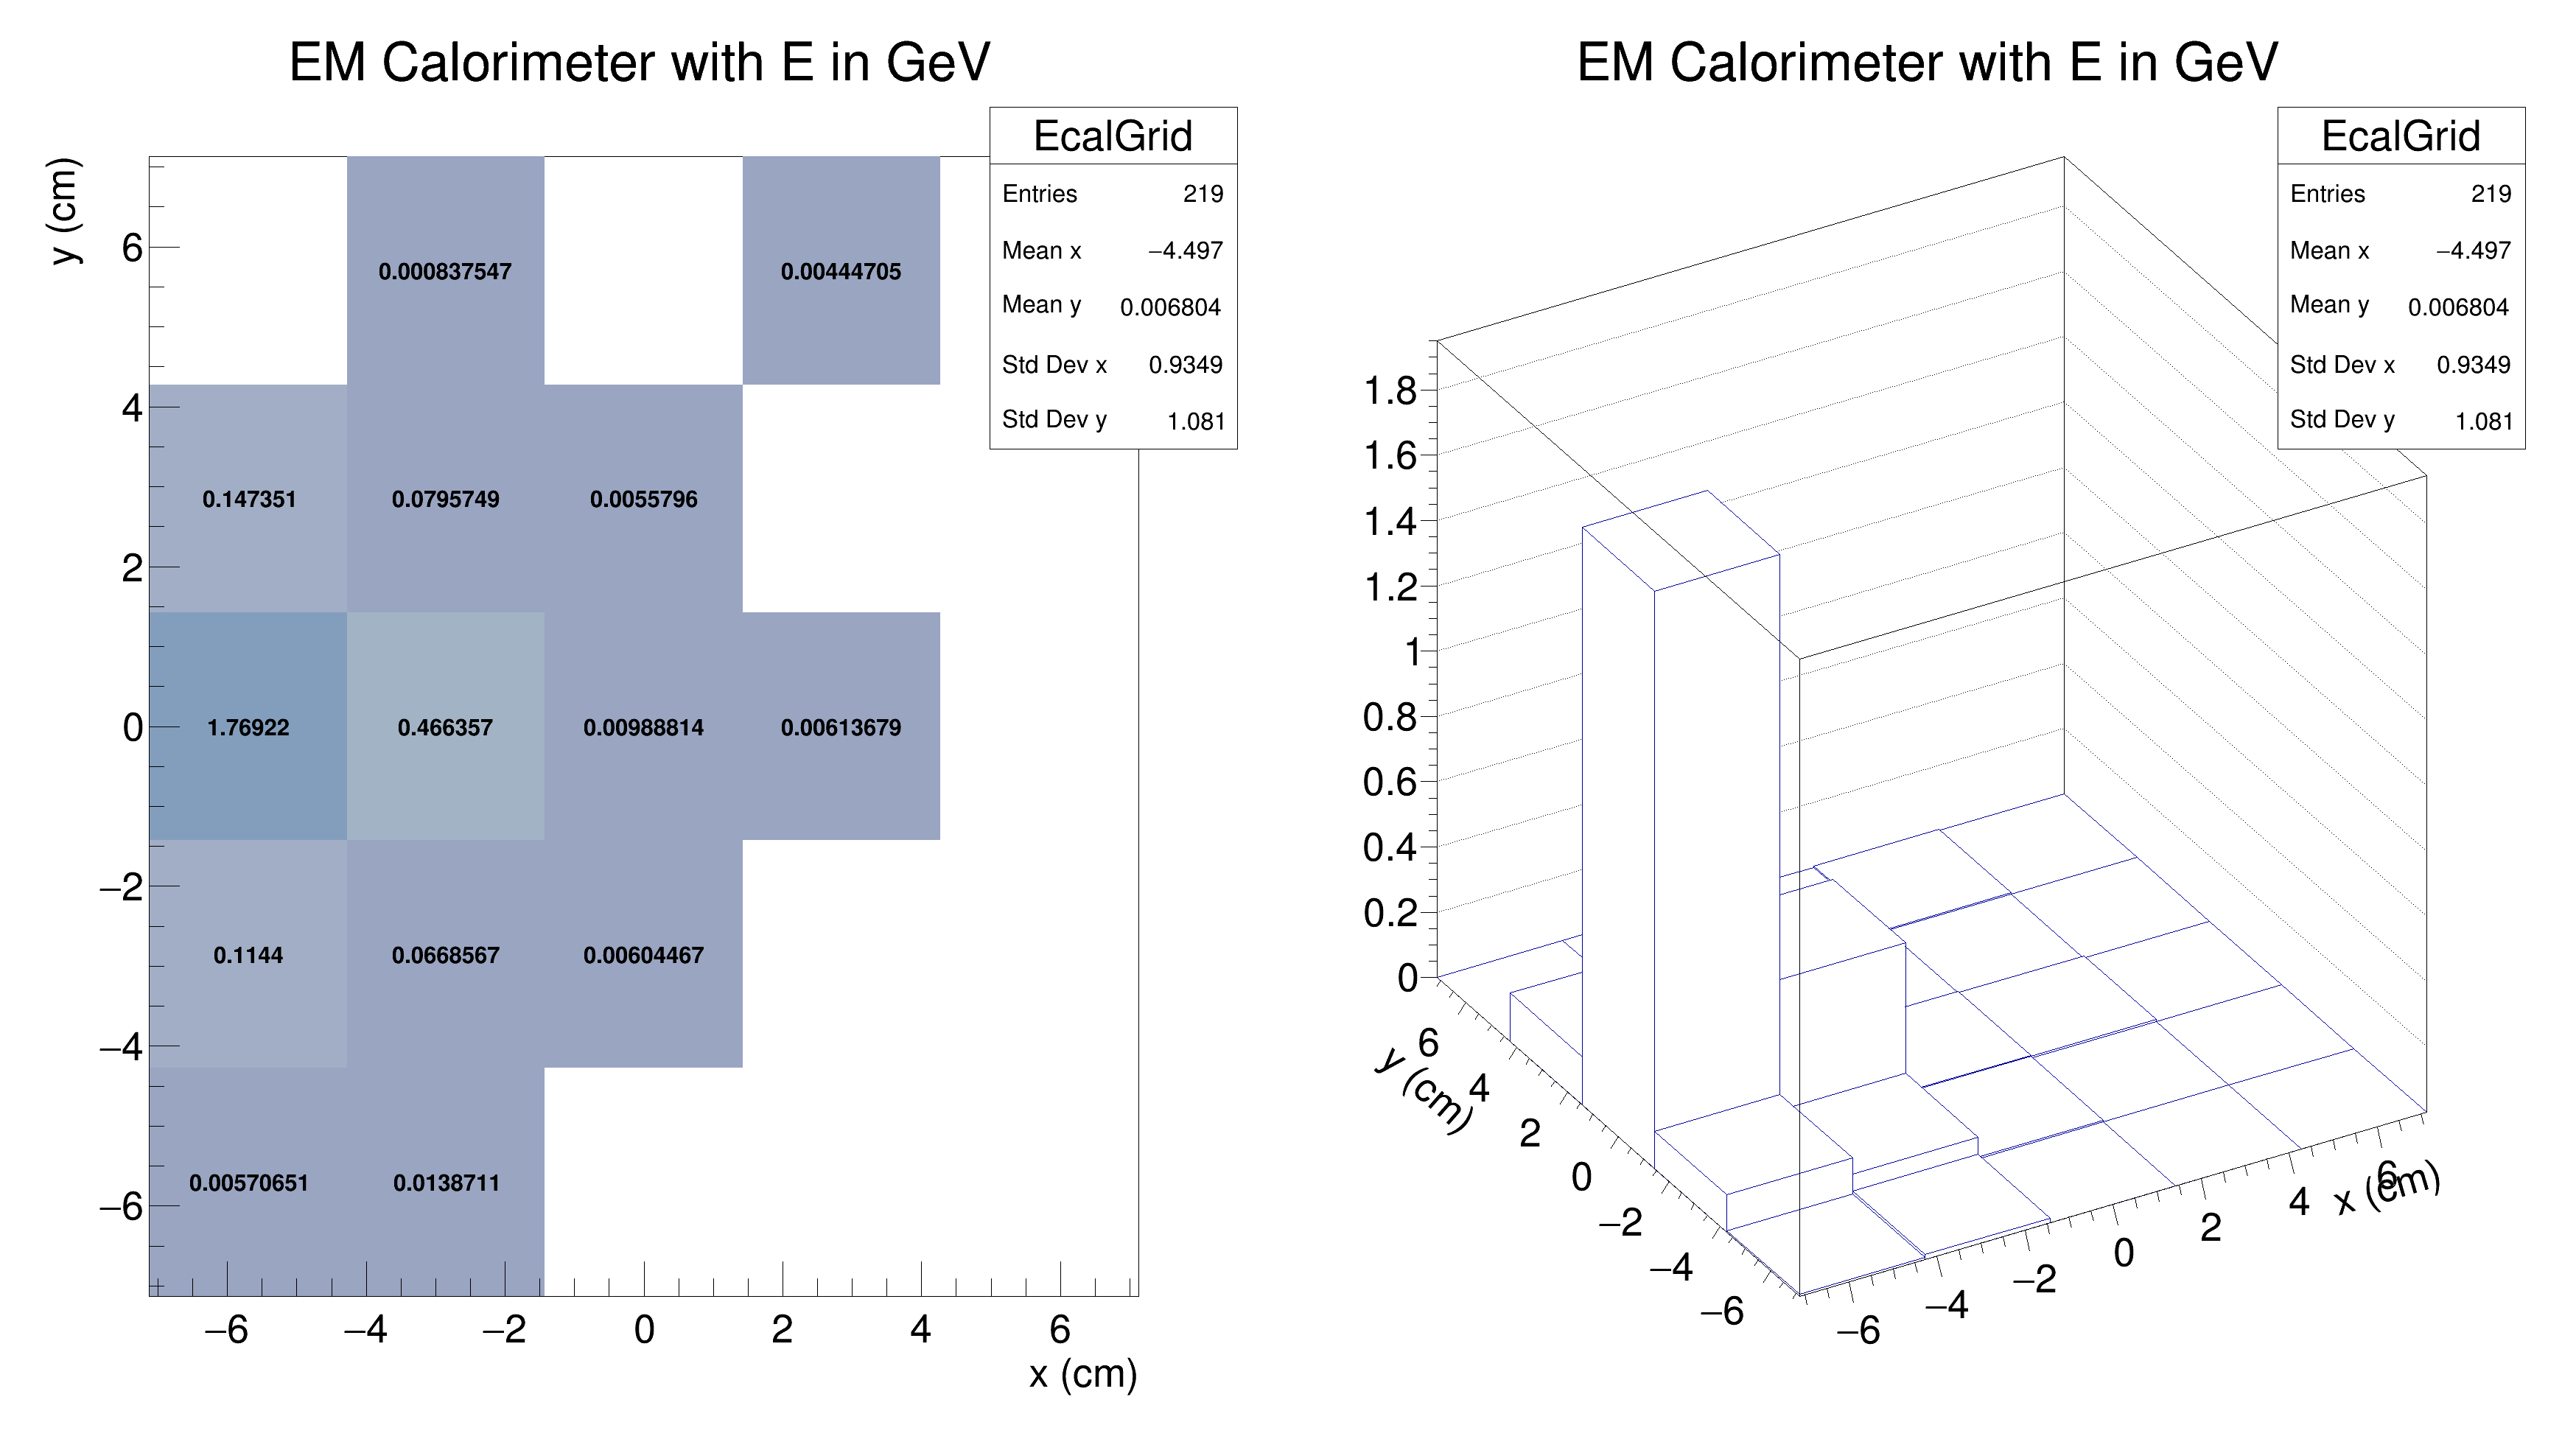 EM Calorimeter with E in GeV
EcalGrid
Entries 219
Mean x −4.497
Mean y 0.006804
Std Dev x 0.9349
Std Dev y 1.081
y (cm)
6
4
2
0
−2
−4
−6
0.000837547 0.00444705
0.147351 0.0795749 0.0055796
1.76922 0.466357 0.00988814 0.00613679
0.1144 0.0668567 0.00604467
0.00570651 0.0138711
−6 −4 −2 0 2 4 6
x (cm)
EM Calorimeter with E in GeV
EcalGrid
Entries 219
Mean x −4.497
Mean y 0.006804
Std Dev x 0.9349
Std Dev y 1.081
1.8
1.6
1.4
1.2
1
0.8
0.6
0.4
0.2
0
y (cm)
6
4
2
0
−2
−4
−6
−6 −4 −2 0 2 4 6
x (cm)